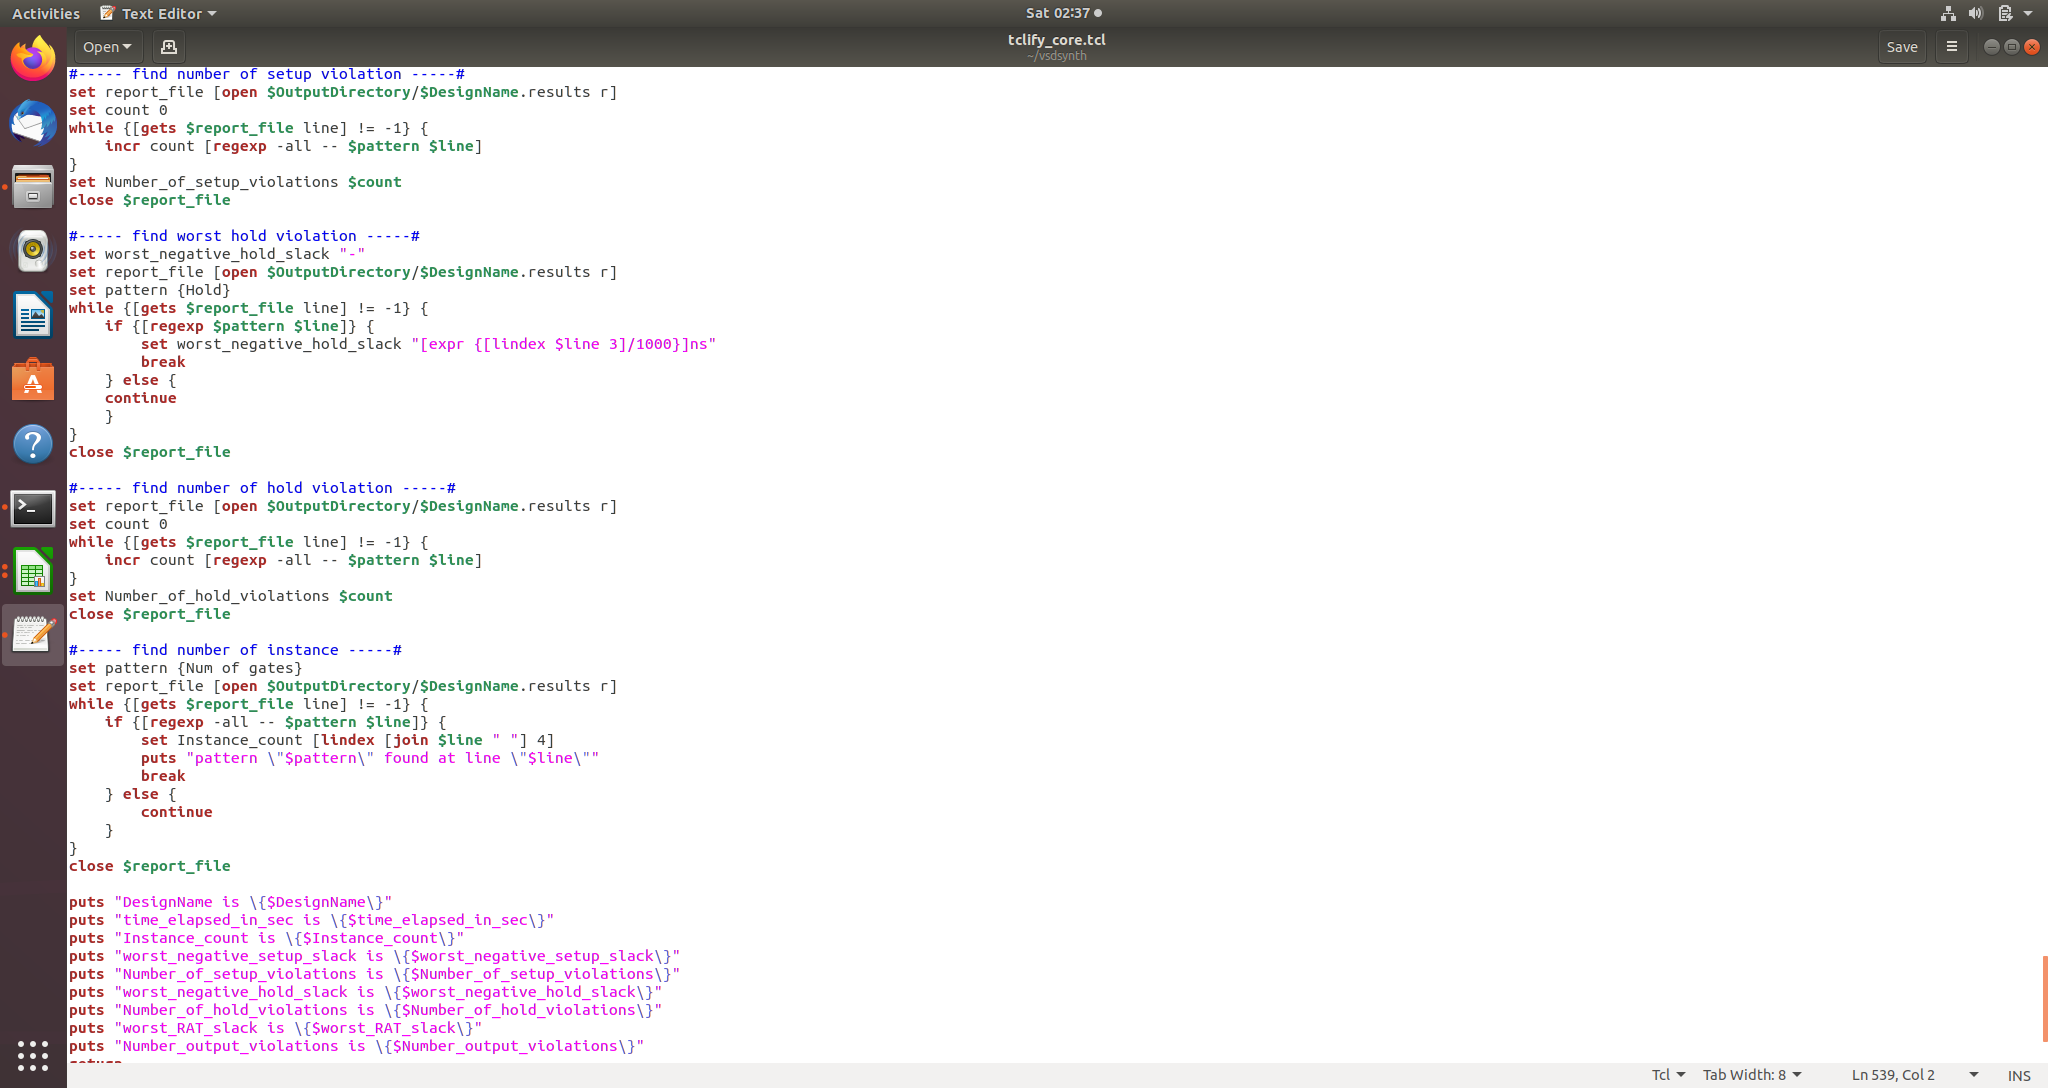 Activities Text Editor Sat 02:37
Open tclify_core.tcl Save
~/vsdsynth
#----- find number of setup violation -----#
set report_file [open $OutputDirectory/$DesignName.results r]
set count 0
while {[gets $report_file line] != -1} {
    incr count [regexp -all -- $pattern $line]
}
set Number_of_setup_violations $count
close $report_file

#----- find worst hold violation -----#
set worst_negative_hold_slack "-"
set report_file [open $OutputDirectory/$DesignName.results r]
set pattern {Hold}
while {[gets $report_file line] != -1} {
    if {[regexp $pattern $line]} {
        set worst_negative_hold_slack "[expr {[lindex $line 3]/1000}]ns"
        break
    } else {
    continue
    }
}
close $report_file

#----- find number of hold violation -----#
set report_file [open $OutputDirectory/$DesignName.results r]
set count 0
while {[gets $report_file line] != -1} {
    incr count [regexp -all -- $pattern $line]
}
set Number_of_hold_violations $count
close $report_file

#----- find number of instance -----#
set pattern {Num of gates}
set report_file [open $OutputDirectory/$DesignName.results r]
while {[gets $report_file line] != -1} {
    if {[regexp -all -- $pattern $line]} {
        set Instance_count [lindex [join $line " "] 4]
        puts "pattern \"$pattern\" found at line \"$line\""
        break
    } else {
        continue
    }
}
close $report_file

puts "DesignName is \{$DesignName\}"
puts "time_elapsed_in_sec is \{$time_elapsed_in_sec\}"
puts "Instance_count is \{$Instance_count\}"
puts "worst_negative_setup_slack is \{$worst_negative_setup_slack\}"
puts "Number_of_setup_violations is \{$Number_of_setup_violations\}"
puts "worst_negative_hold_slack is \{$worst_negative_hold_slack\}"
puts "Number_of_hold_violations is \{$Number_of_hold_violations\}"
puts "worst_RAT_slack is \{$worst_RAT_slack\}"
puts "Number_output_violations is \{$Number_output_violations\}"
Tcl Tab Width: 8 Ln 539, Col 2 INS